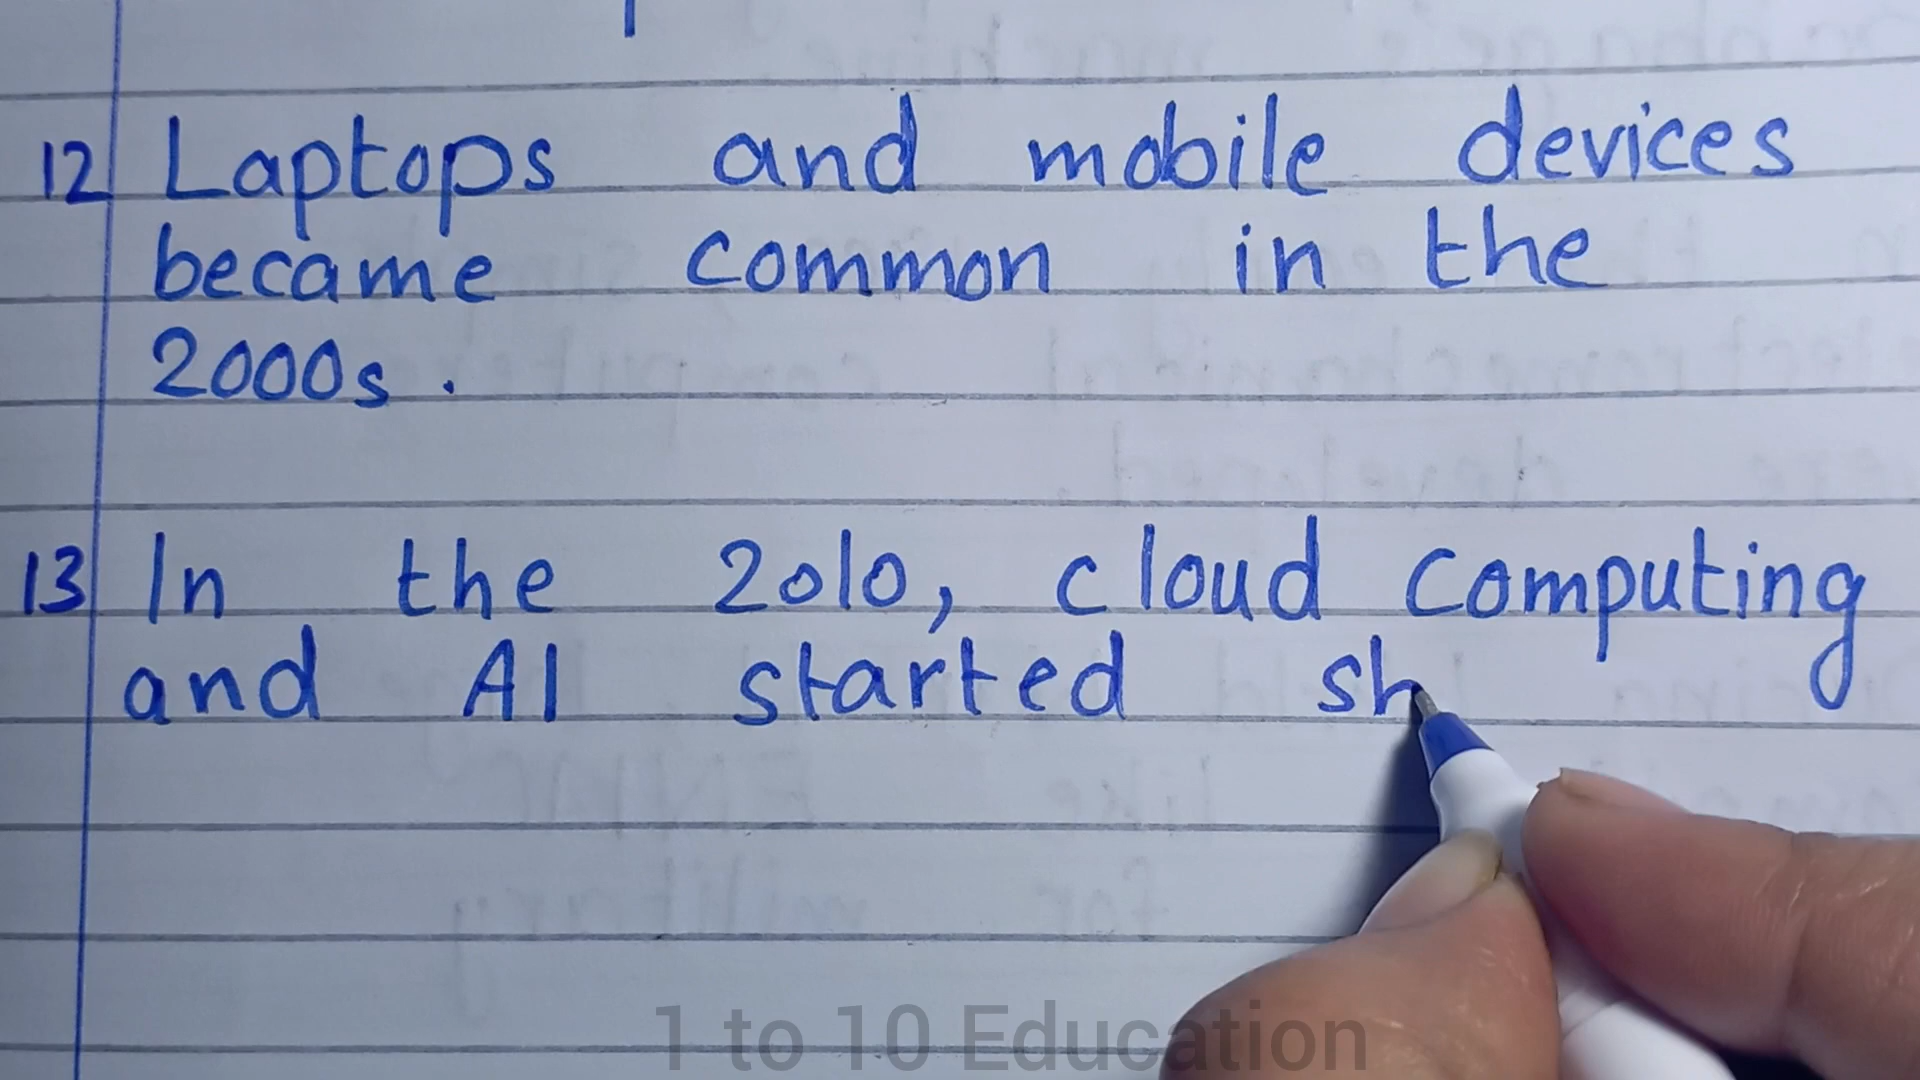 12 Laptops and mobile devices
became common in the
2000s.
13 In the 2010, cloud computing
and AI started sh
1 to 10 Education